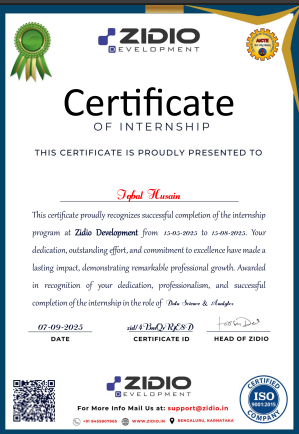 ZIDIO
DEVELOPMENT
AICTE
Certificate
OF INTERNSHIP
THIS CERTIFICATE IS PROUDLY PRESENTED TO
Iqbal Husain
This certificate proudly recognizes successful completion of the internship
program at Zidio Development from 15-05-2025 to 15-08-2025. Your
dedication, outstanding effort, and commitment to excellence have made a
lasting impact, demonstrating remarkable professional growth. Awarded
in recognition of your dedication, professionalism, and successful
completion of the internship in the role of Data Science & Analytics
07-09-2025
DATE
CERTIFICATE ID
HEAD OF ZIDIO
ZIDIO
DEVELOPMENT
For More Info Mail Us at: support@zidio.in
WWW.ZIDIO.IN
BENGALURU, KARNATAKA
CERTIFIED
ISO
9001:2015
COMPANY